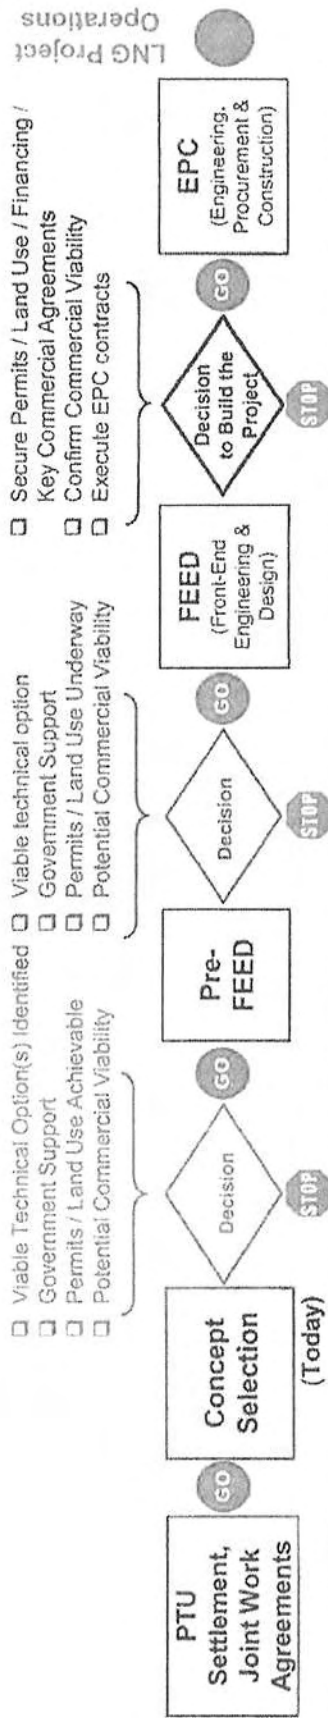 PTU
Settlement,
Joint Work
Agreements
GO
Concept
Selection
(Today)
❑ Viable Technical Option(s) Identified
❑ Government Support
❑ Permits / Land Use Achievable
❑ Potential Commercial Viability
Decision
STOP
GO
Pre-
FEED
❑ Viable technical option
❑ Government Support
❑ Permits / Land Use Underway
❑ Potential Commercial Viability
Decision
STOP
GO
FEED
(Front-End
Engineering &
Design)
❑ Secure Permits / Land Use / Financing /
Key Commercial Agreements
❑ Confirm Commercial Viability
❑ Execute EPC contracts
Decision
to Build the
Project
STOP
GO
EPC
(Engineering,
Procurement &
Construction)
LNG Project
Operations